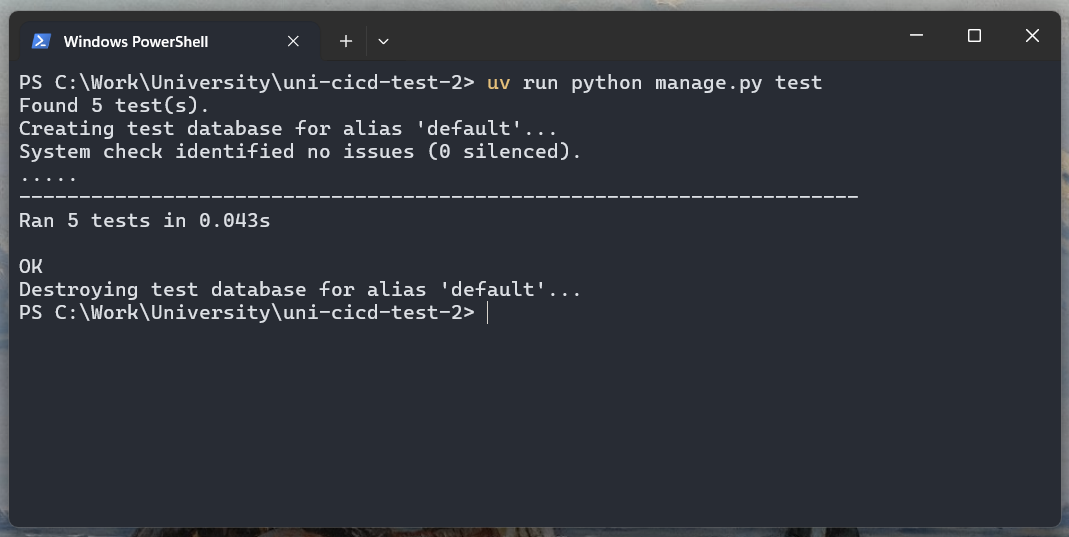 Windows PowerShell
PS C:\Work\University\uni-cicd-test-2> uv run python manage.py test
Found 5 test(s).
Creating test database for alias 'default'...
System check identified no issues (0 silenced).
.....
----------------------------------------------------------------------
Ran 5 tests in 0.043s
OK
Destroying test database for alias 'default'...
PS C:\Work\University\uni-cicd-test-2>